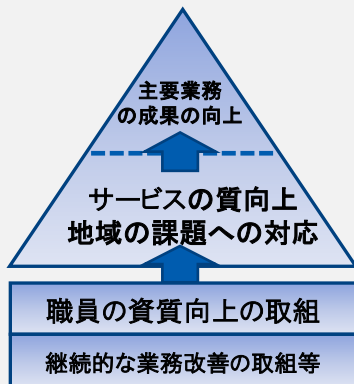 主要業務
の成果の向上
サービスの質向上
地域の課題への対応
職員の資質向上の取組
継続的な業務改善の取組等